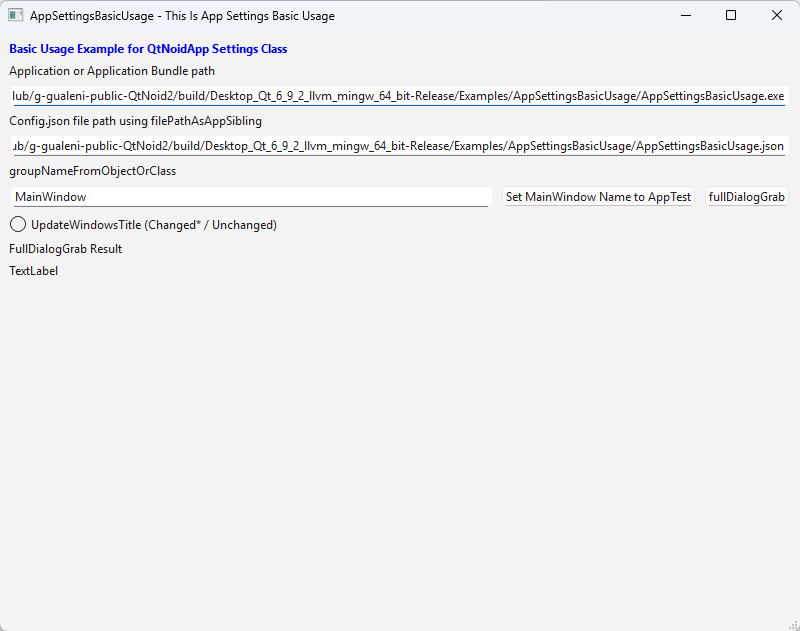 AppSettingsBasicUsage - This Is App Settings Basic Usage
Basic Usage Example for QtNoidApp Settings Class
Application or Application Bundle path
lub/g-gualeni-public-QtNoid2/build/Desktop_Qt_6_9_2_llvm_mingw_64_bit-Release/Examples/AppSettingsBasicUsage/AppSettingsBasicUsage.exe
Config.json file path using filePathAsAppSibling
ub/g-gualeni-public-QtNoid2/build/Desktop_Qt_6_9_2_llvm_mingw_64_bit-Release/Examples/AppSettingsBasicUsage/AppSettingsBasicUsage.json
groupNameFromObjectOrClass
MainWindow Set MainWindow Name to AppTest fullDialogGrab
UpdateWindowsTitle (Changed* / Unchanged)
FullDialogGrab Result
TextLabel